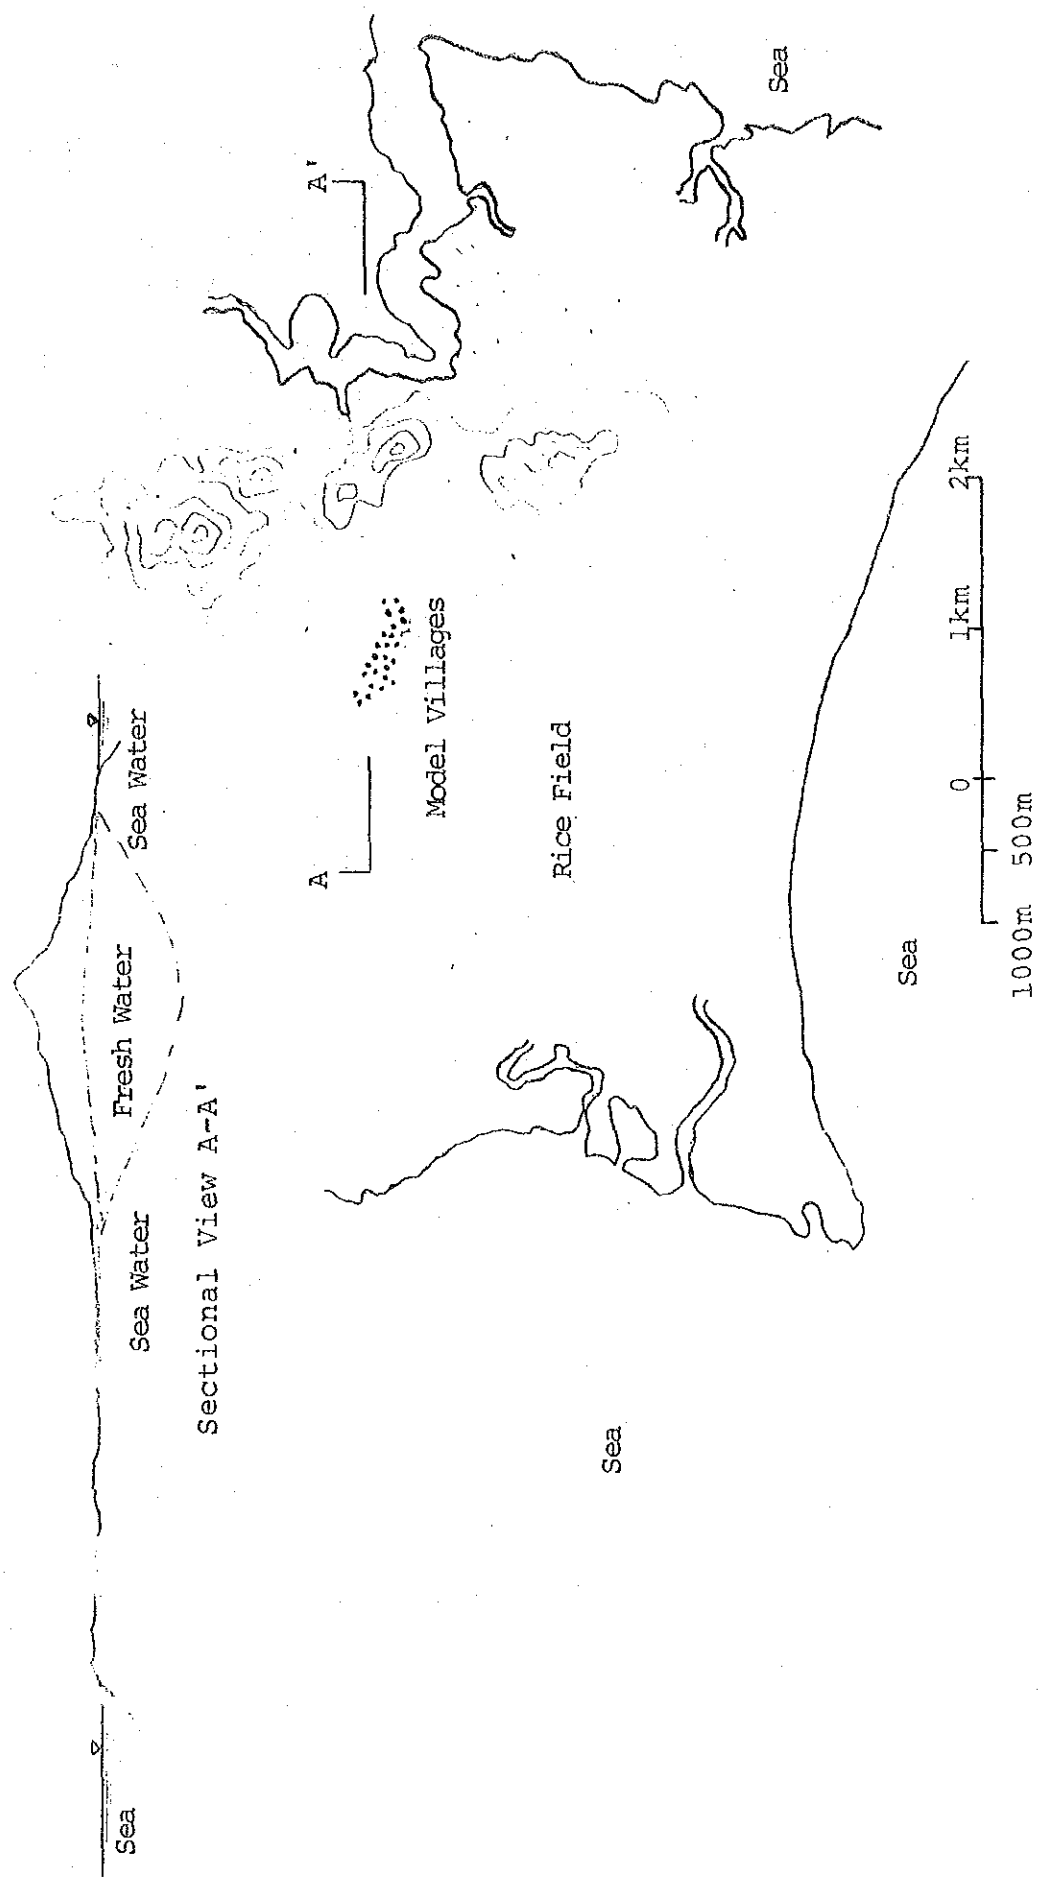 Sea
Sea Water
Fresh Water
Sea Water
Sectional View A-A'
A
A'
Model Villages
Rice Field
Sea
Sea
Sea
1000m 500m
0
1km
2km